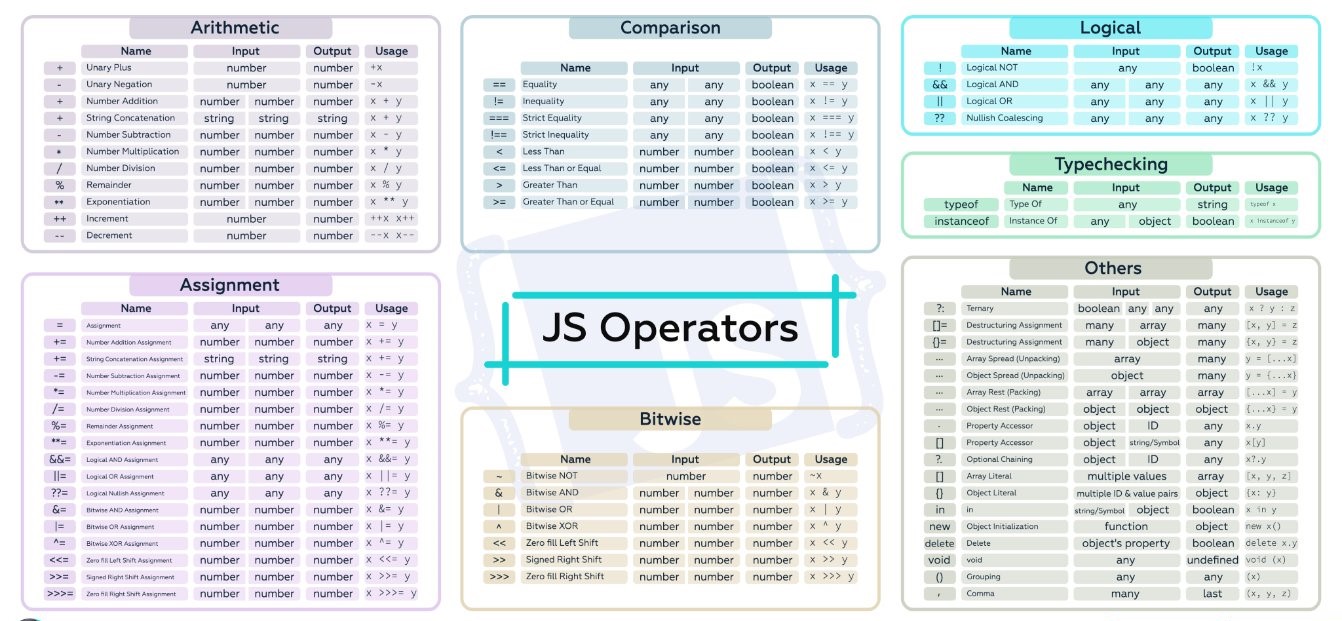 Arithmetic
Name Input Output Usage
+ Unary Plus number number +x
- Unary Negation number number -x
+ Number Addition number number number x + y
+ String Concatenation string string string x + y
- Number Subtraction number number number x - y
* Number Multiplication number number number x * y
/ Number Division number number number x / y
% Remainder number number number x % y
** Exponentiation number number number x ** y
++ Increment number number ++x x++
-- Decrement number number --x x--
Assignment
Name Input Output Usage
= Assignment any any any x = y
+= Number Addition Assignment number number number x += y
+= String Concatenation Assignment string string string x += y
-= Number Subtraction Assignment number number number x -= y
*= Number Multiplication Assignment number number number x *= y
/= Number Division Assignment number number number x /= y
%= Remainder Assignment number number number x %= y
**= Exponentiation Assignment number number number x **= y
&&= Logical AND Assignment any any any x &&= y
||= Logical OR Assignment any any any x ||= y
??= Logical Nullish Assignment any any any x ??= y
&= Bitwise AND Assignment number number number x &= y
|= Bitwise OR Assignment number number number x |= y
^= Bitwise XOR Assignment number number number x ^= y
<<= Zero fill Left Shift Assignment number number number x <<= y
>>= Signed Right Shift Assignment number number number x >>= y
>>>= Zero fill Right Shift Assignment number number number x >>>= y
Comparison
Name Input Output Usage
== Equality any any boolean x == y
!= Inequality any any boolean x != y
=== Strict Equality any any boolean x === y
!== Strict Inequality any any boolean x !== y
< Less Than number number boolean x < y
<= Less Than or Equal number number boolean x <= y
> Greater Than number number boolean x > y
>= Greater Than or Equal number number boolean x >= y
JS Operators
Bitwise
Name Input Output Usage
~ Bitwise NOT number number ~x
& Bitwise AND number number number x & y
| Bitwise OR number number number x | y
^ Bitwise XOR number number number x ^ y
<< Zero fill Left Shift number number number x << y
>> Signed Right Shift number number number x >> y
>>> Zero fill Right Shift number number number x >>> y
Logical
Name Input Output Usage
! Logical NOT any boolean !x
&& Logical AND any any any x && y
|| Logical OR any any any x || y
?? Nullish Coalescing any any any x ?? y
Typechecking
Name Input Output Usage
typeof Type Of any string typeof x
instanceof Instance Of any object boolean x instanceof y
Others
Name Input Output Usage
?: Ternary boolean any any any x ? y : z
[]= Destructuring Assignment many array many [x, y] = z
{}= Destructuring Assignment many object many {x, y} = z
... Array Spread (Unpacking) array many y = [...x]
... Object Spread (Unpacking) object many y = {...x}
... Array Rest (Packing) array array array [...x] = y
... Object Rest (Packing) object object object {...x} = y
. Property Accessor object ID any x.y
[] Property Accessor object string/Symbol any x[y]
?. Optional Chaining object ID any x?.y
[] Array Literal multiple values array [x, y, z]
{} Object Literal multiple ID & value pairs object {x: y}
in in string/Symbol object boolean x in y
new Object Initialization function object new x()
delete Delete object's property boolean delete x.y
void void any undefined void (x)
() Grouping any any (x)
, Comma many last (x, y, z)